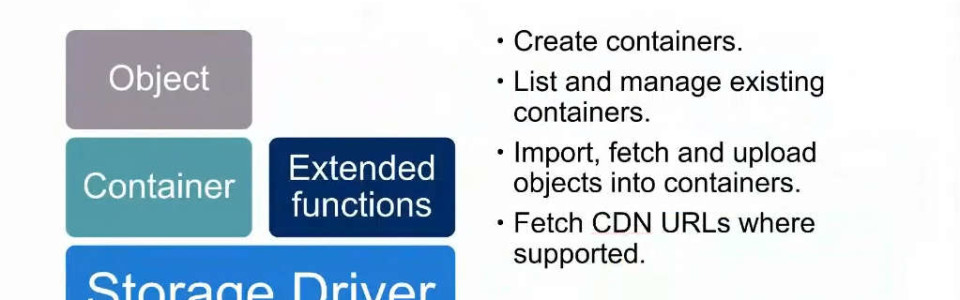 Object
Container
Extended
functions
Storage Driver
• Create containers.
• List and manage existing
containers.
• Import, fetch and upload
objects into containers.
• Fetch CDN URLs where
supported.